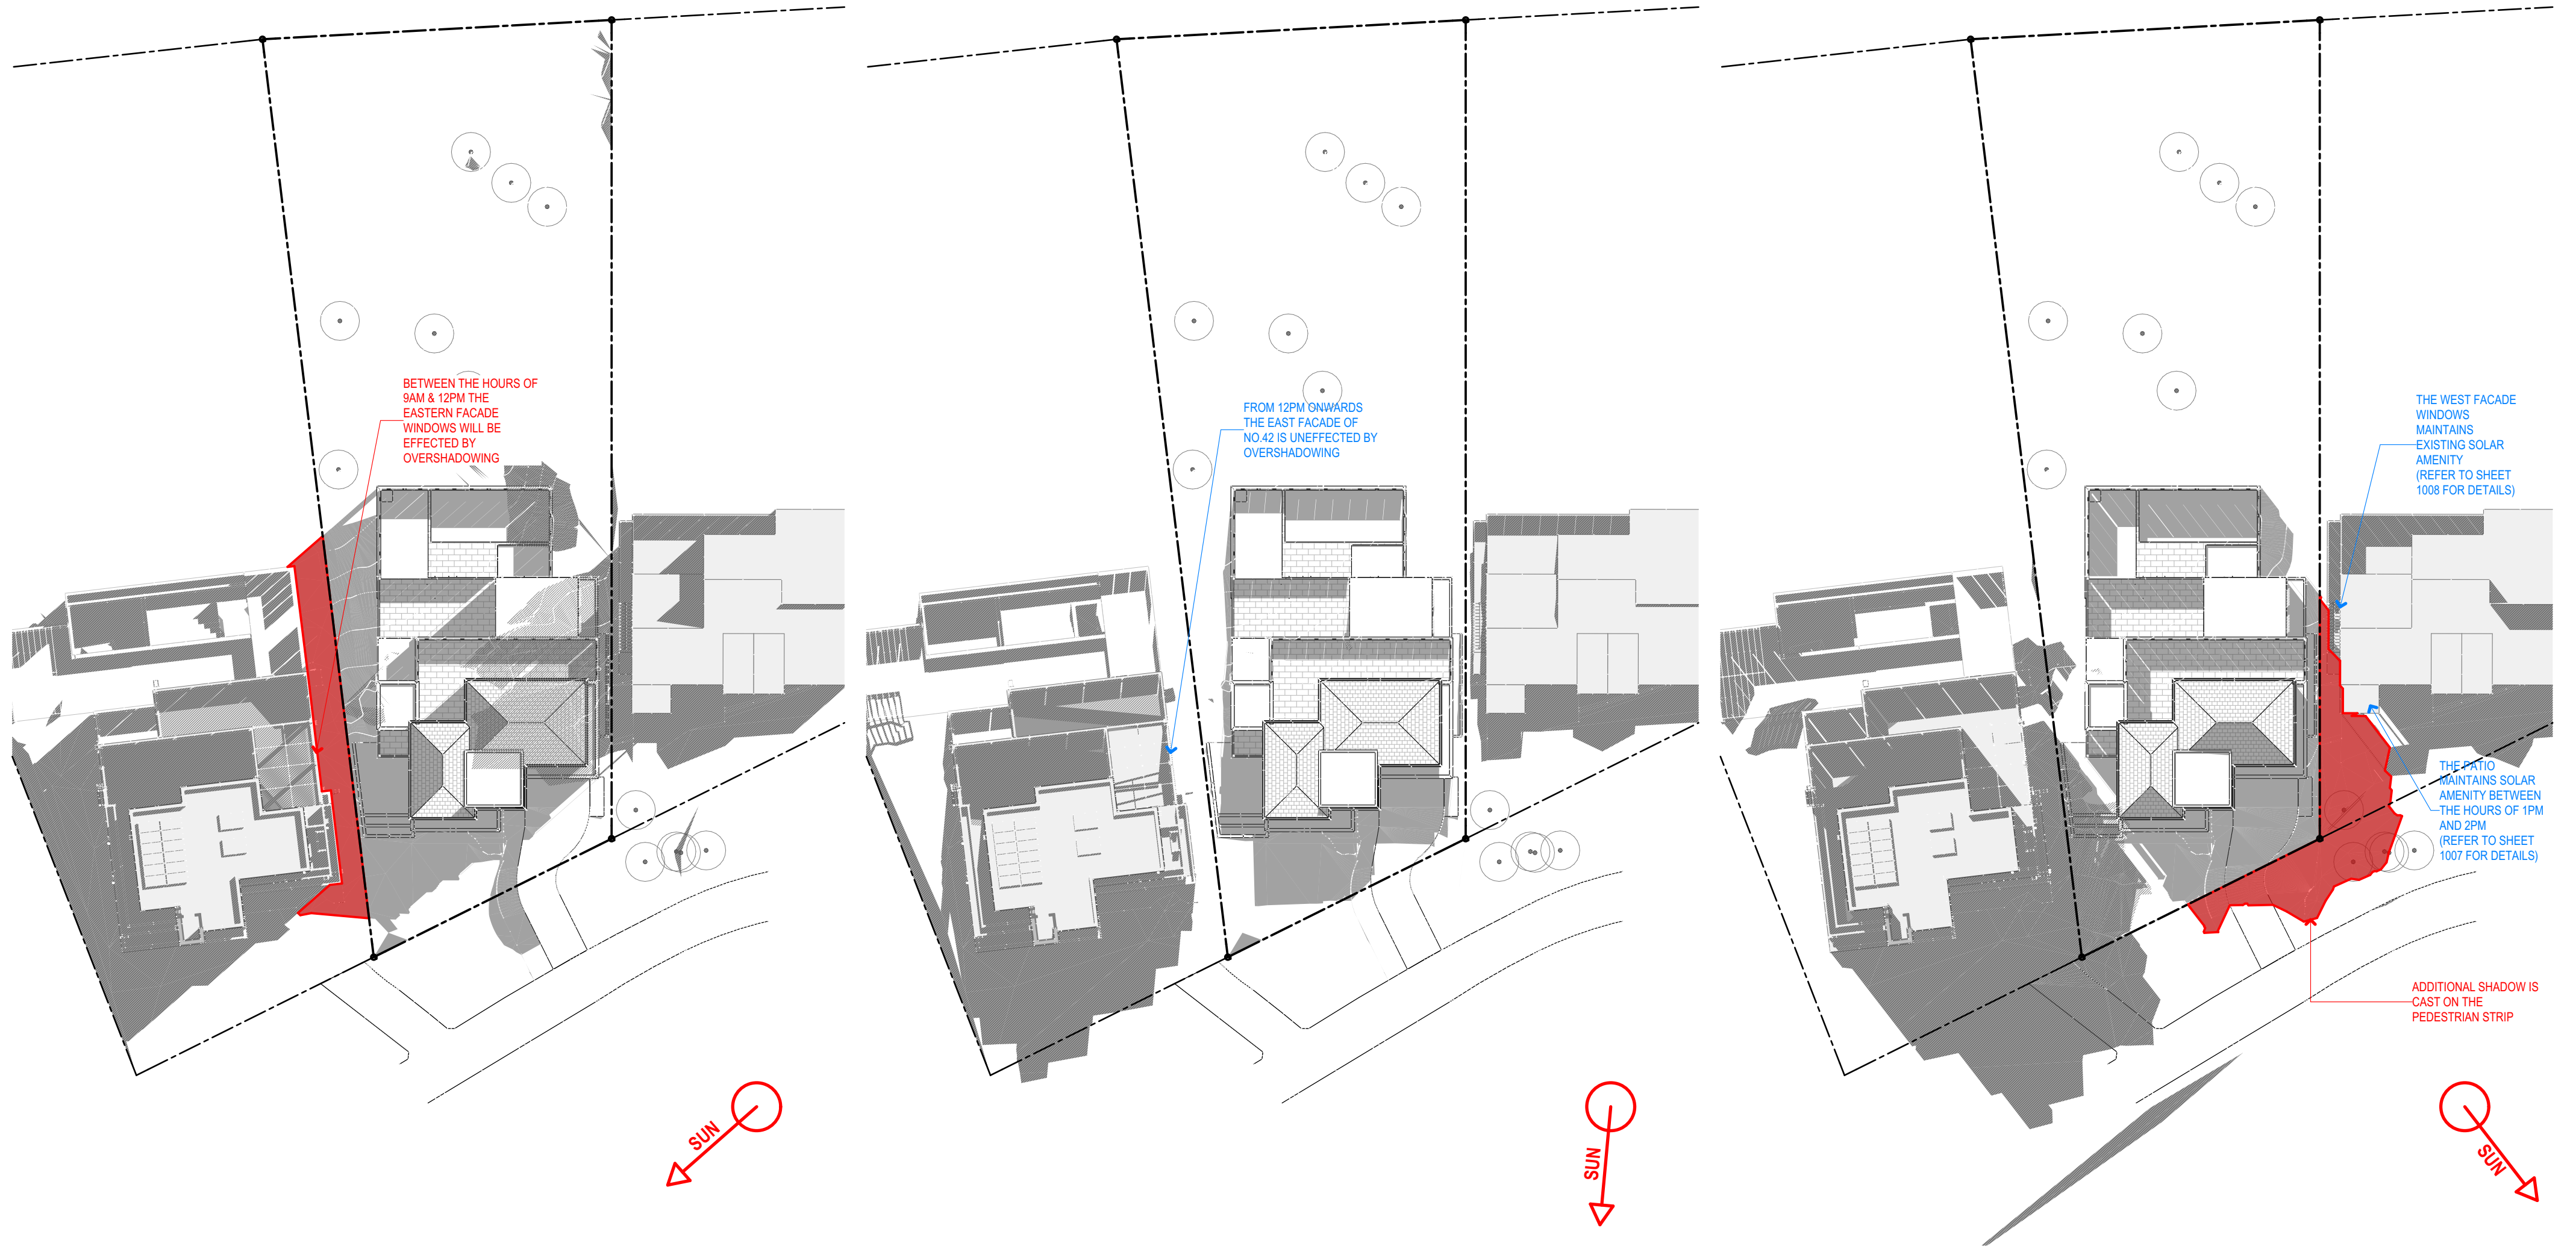 BETWEEN THE HOURS OF
9AM & 12PM THE
EASTERN FACADE
WINDOWS WILL BE
EFFECTED BY
OVERSHADOWING
SUN
FROM 12PM ONWARDS
THE EAST FACADE OF
NO.42 IS UNEFFECTED BY
OVERSHADOWING
SUN
THE WEST FACADE
WINDOWS
MAINTAINS
EXISTING SOLAR
AMENITY
(REFER TO SHEET
1008 FOR DETAILS)
THE PATIO
MAINTAINS SOLAR
AMENITY BETWEEN
THE HOURS OF 1PM
AND 2PM
(REFER TO SHEET
1007 FOR DETAILS)
ADDITIONAL SHADOW IS
CAST ON THE
PEDESTRIAN STRIP
SUN